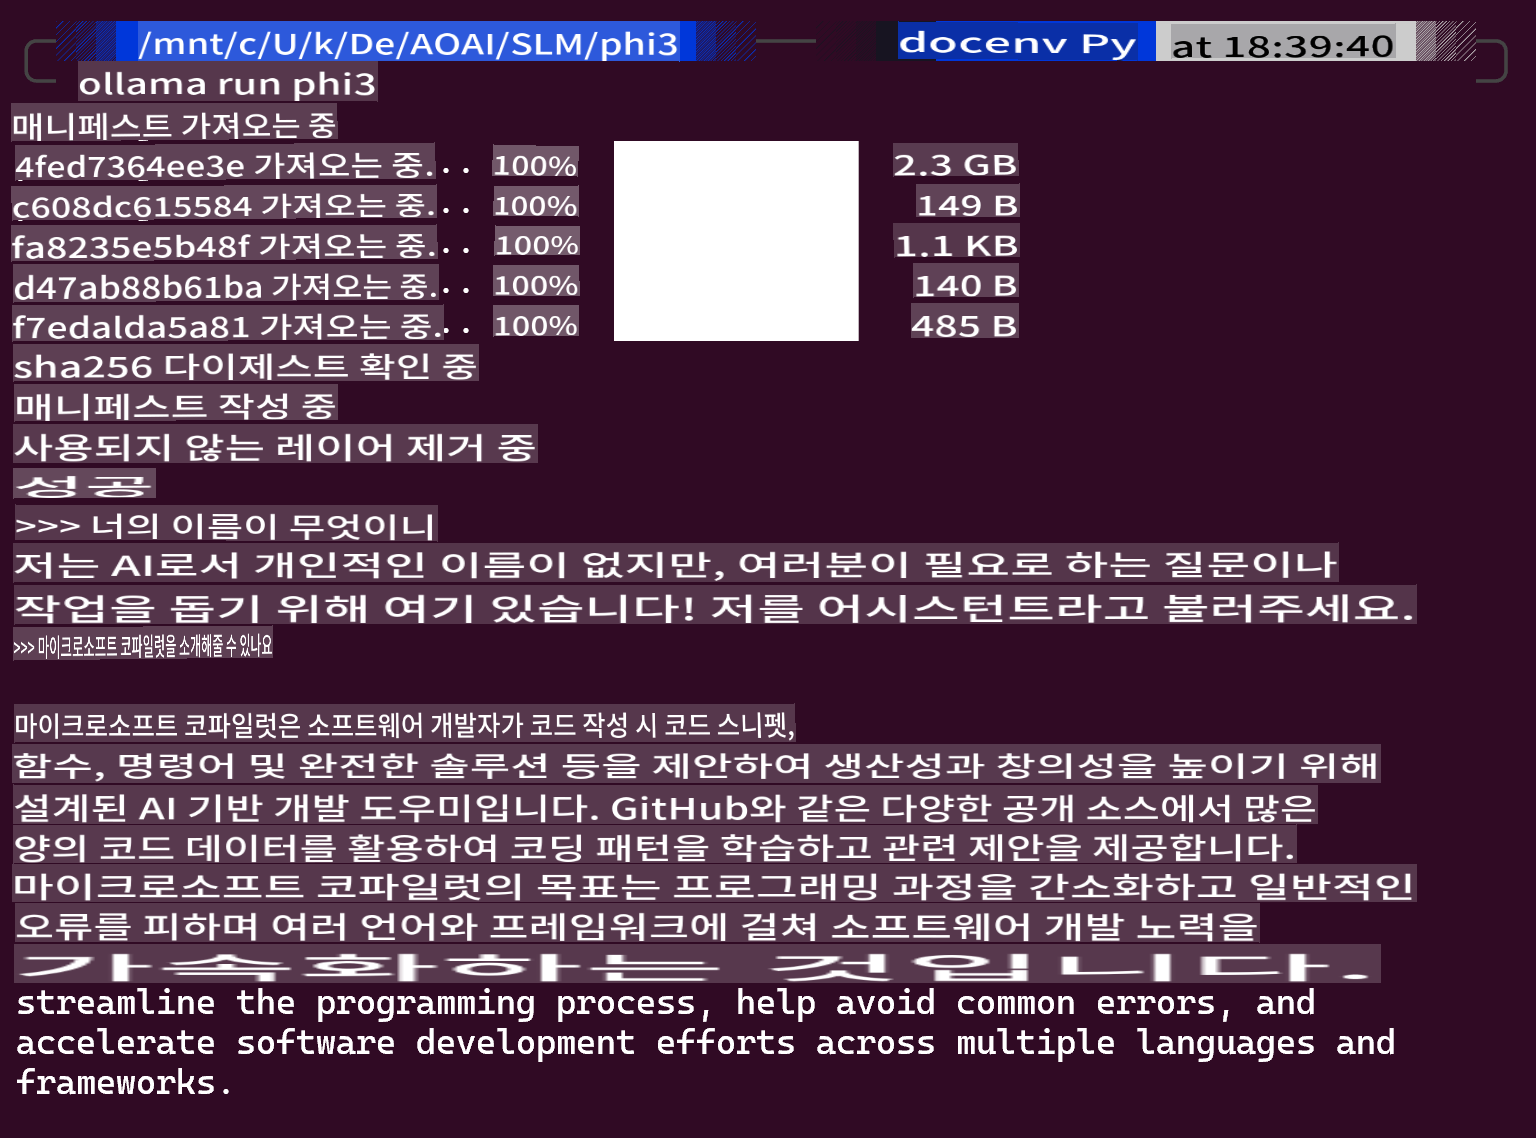 /mnt/c/U/k/De/AOAI/SLM/phi3 docenv Py at 18:39:40
ollama run phi3
매니페스트 가져오는 중
4fed7364ee3e 가져오는 중... 100% 2.3 GB
c608dc615584 가져오는 중... 100% 149 B
fa8235e5b48f 가져오는 중... 100% 1.1 KB
d47ab88b61ba 가져오는 중... 100% 140 B
f7edalda5a81 가져오는 중... 100% 485 B
sha256 다이제스트 확인 중
매니페스트 작성 중
사용되지 않는 레이어 제거 중
성공
>>> 너의 이름이 무엇이니
저는 AI로서 개인적인 이름이 없지만, 여러분이 필요로 하는 질문이나
작업을 돕기 위해 여기 있습니다! 저를 어시스턴트라고 불러주세요.
>>> 마이크로소프트 코파일럿을 소개해줄 수 있나요
마이크로소프트 코파일럿은 소프트웨어 개발자가 코드 작성 시 코드 스니펫,
함수, 명령어 및 완전한 솔루션 등을 제안하여 생산성과 창의성을 높이기 위해
설계된 AI 기반 개발 도우미입니다. GitHub와 같은 다양한 공개 소스에서 많은
양의 코드 데이터를 활용하여 코딩 패턴을 학습하고 관련 제안을 제공합니다.
마이크로소프트 코파일럿의 목표는 프로그래밍 과정을 간소화하고 일반적인
오류를 피하며 여러 언어와 프레임워크에 걸쳐 소프트웨어 개발 노력을
가속화하는 것입니다.
streamline the programming process, help avoid common errors, and
accelerate software development efforts across multiple languages and
frameworks.